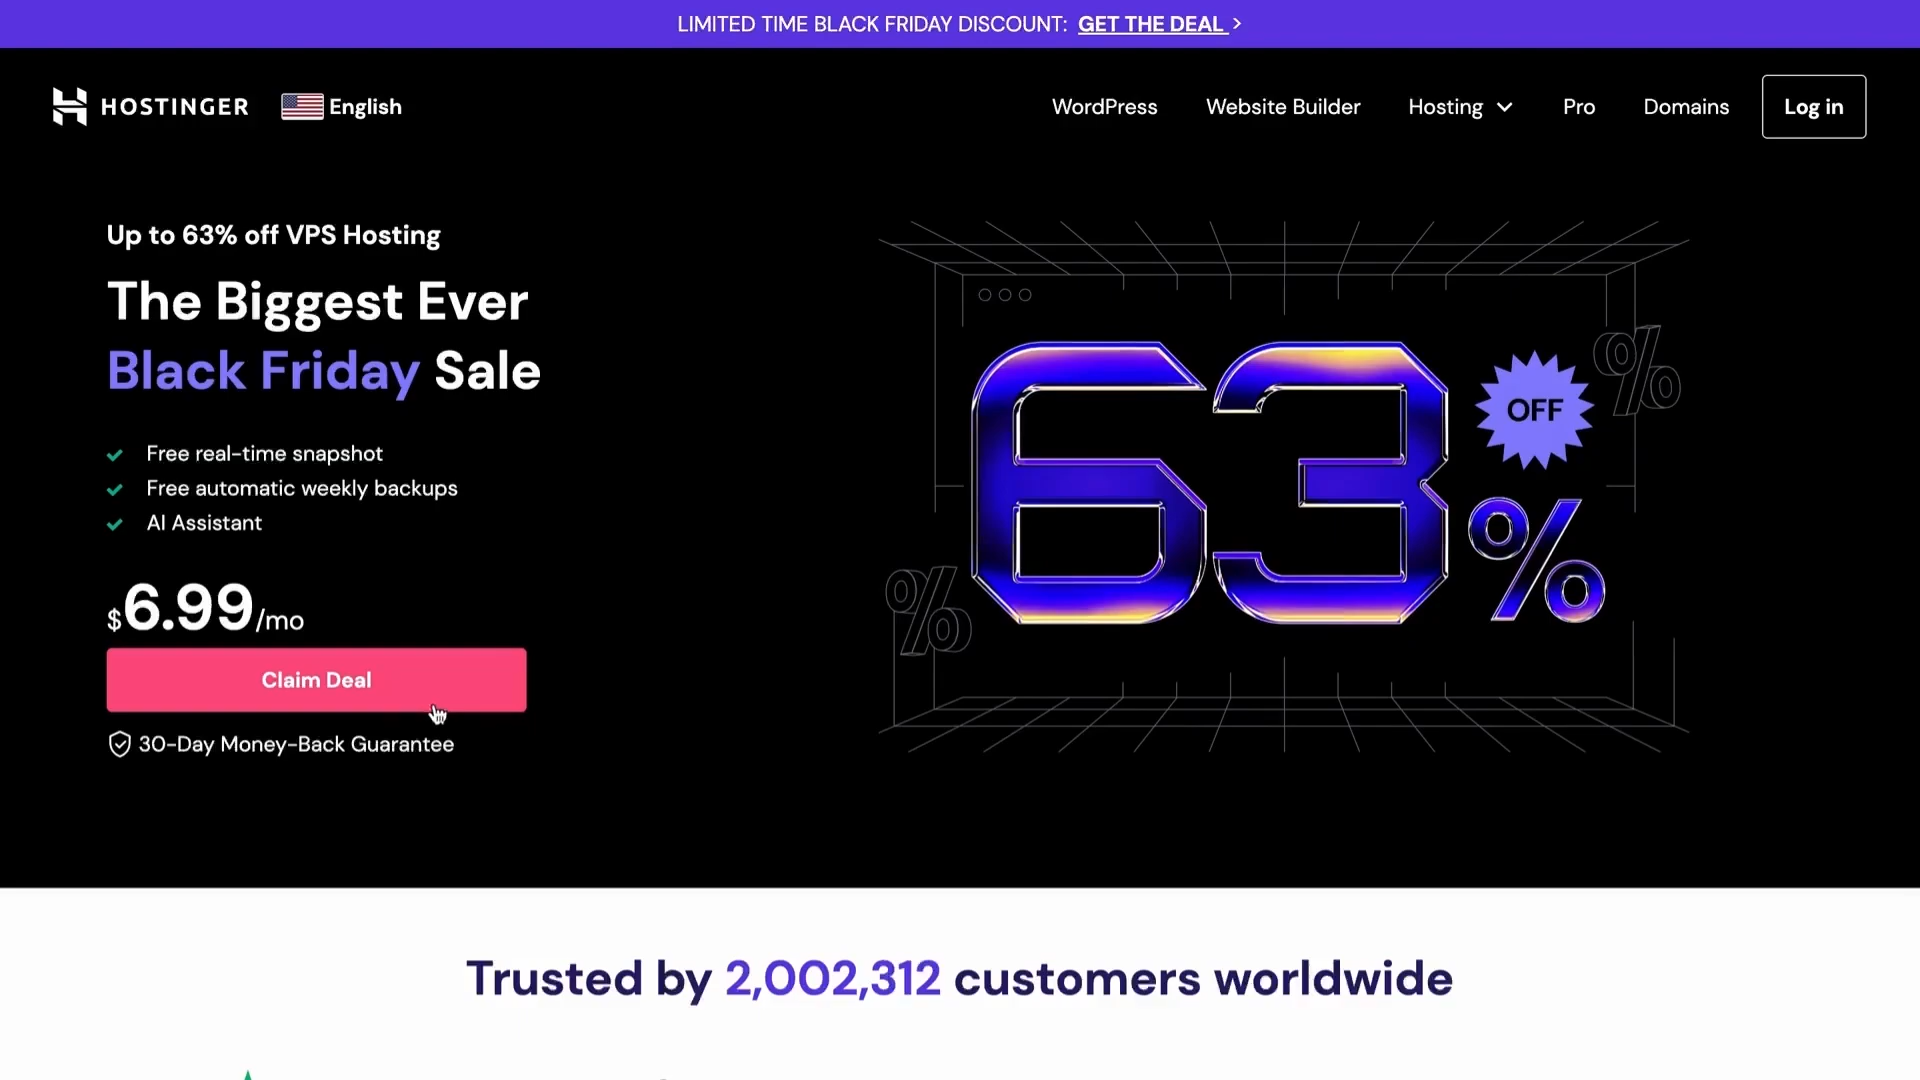 LIMITED TIME BLACK FRIDAY DISCOUNT: GET THE DEAL >
HOSTINGER English WordPress Website Builder Hosting Pro Domains Log in
Up to 63% off VPS Hosting
The Biggest Ever
Black Friday Sale
Free real-time snapshot
Free automatic weekly backups
AI Assistant
$6.99/mo
Claim Deal
30-Day Money-Back Guarantee
63%
OFF
%
%
Trusted by 2,002,312 customers worldwide